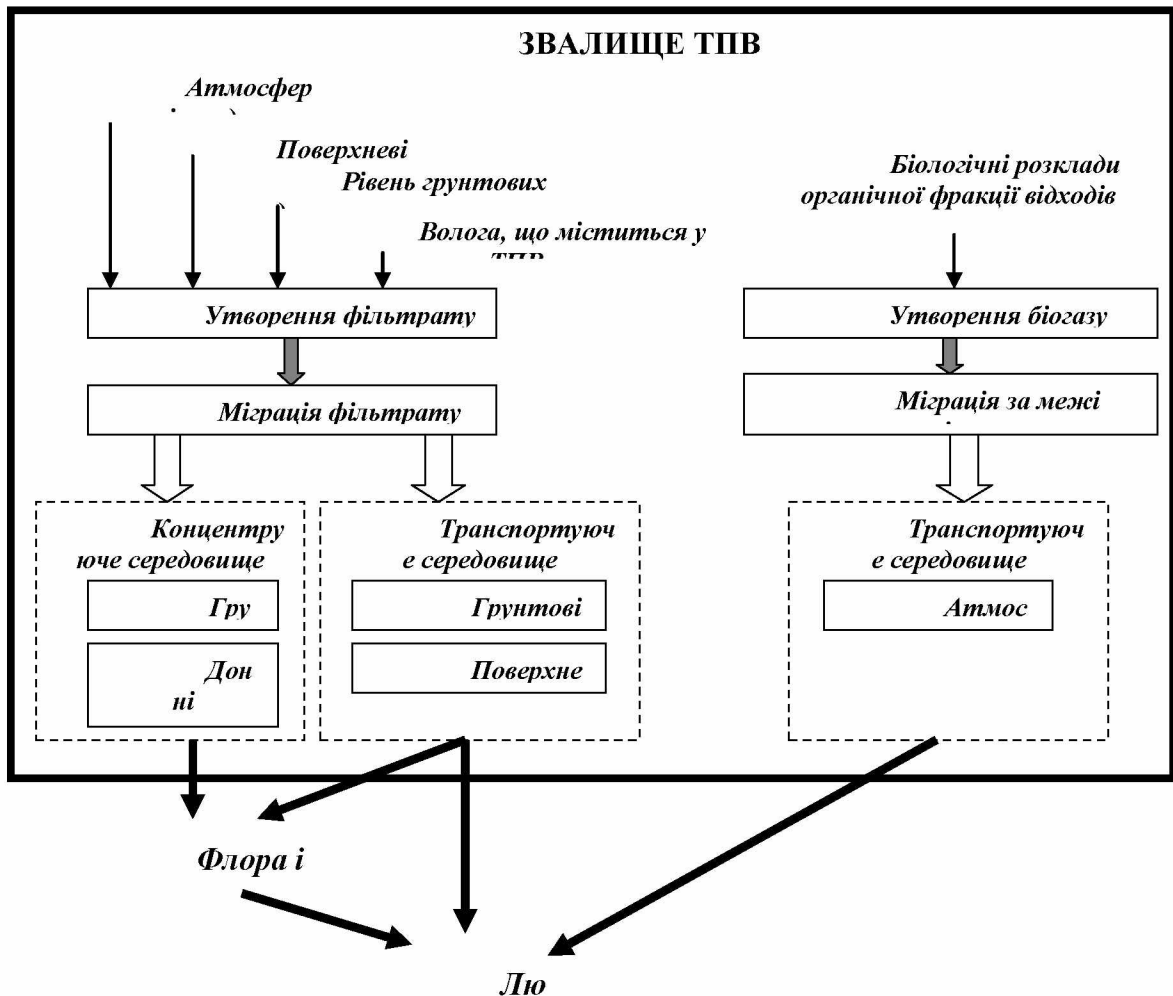 ЗВАЛИЩЕ ТПВ
Атмосфер
Поверхневі
Рівень грунтових
Волога, що міститься у
ТПВ
Біологічні розклади
органічної фракції відходів
Утворення фільтрату
Утворення біогазу
Міграція фільтрату
Міграція за межі
Концентру
юче середовище
Гру
Дон
ні
Транспортуюч
е середовище
Грунтові
Поверхне
Транспортуюч
е середовище
Атмос
Флора і
Лю